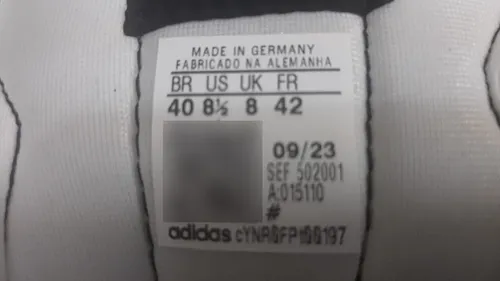 MADE IN GERMANY
FABRICADO NA ALEMANHA
BR US UK FR
40 8½ 8 42
09/23
SEF 502001
A:015110
#
adidas